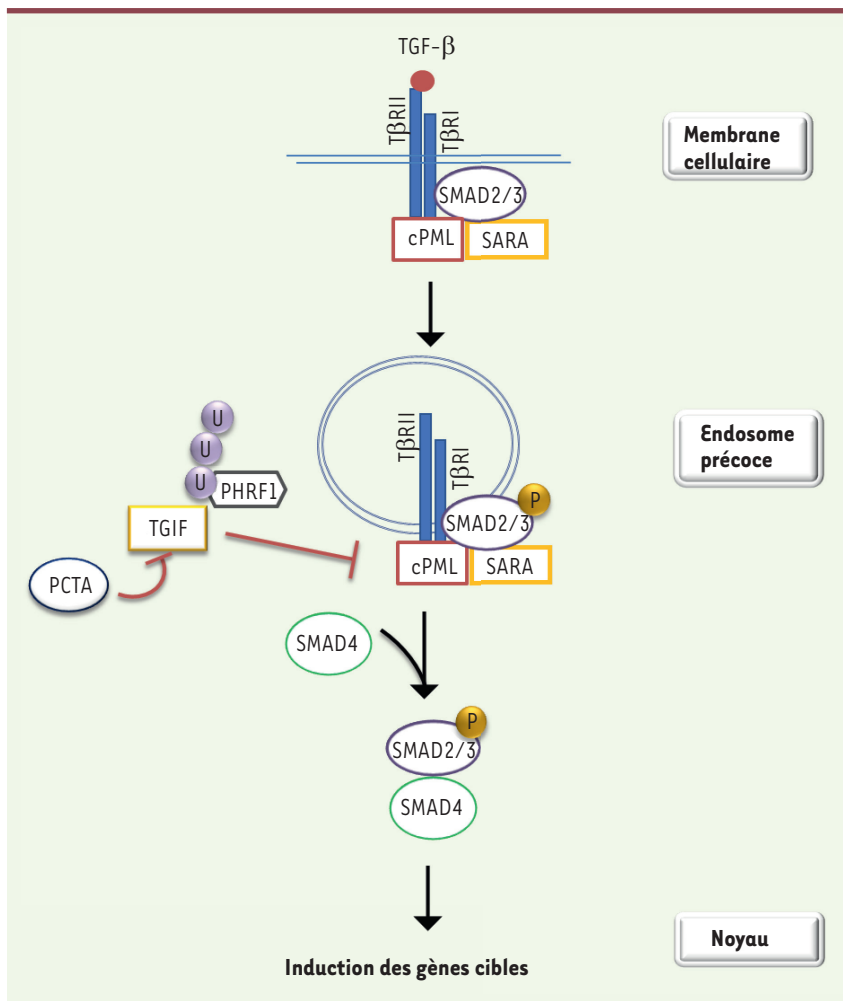 TGF-β
TβRII
TβRI
Membrane
cellulaire
SMAD2/3
cPML
SARA
U
U
U
PHRF1
TGIF
PCTA
TβRII
TβRI
Endosome
précoce
P
SMAD2/3
cPML
SARA
SMAD4
P
SMAD2/3
SMAD4
Noyau
Induction des gènes cibles